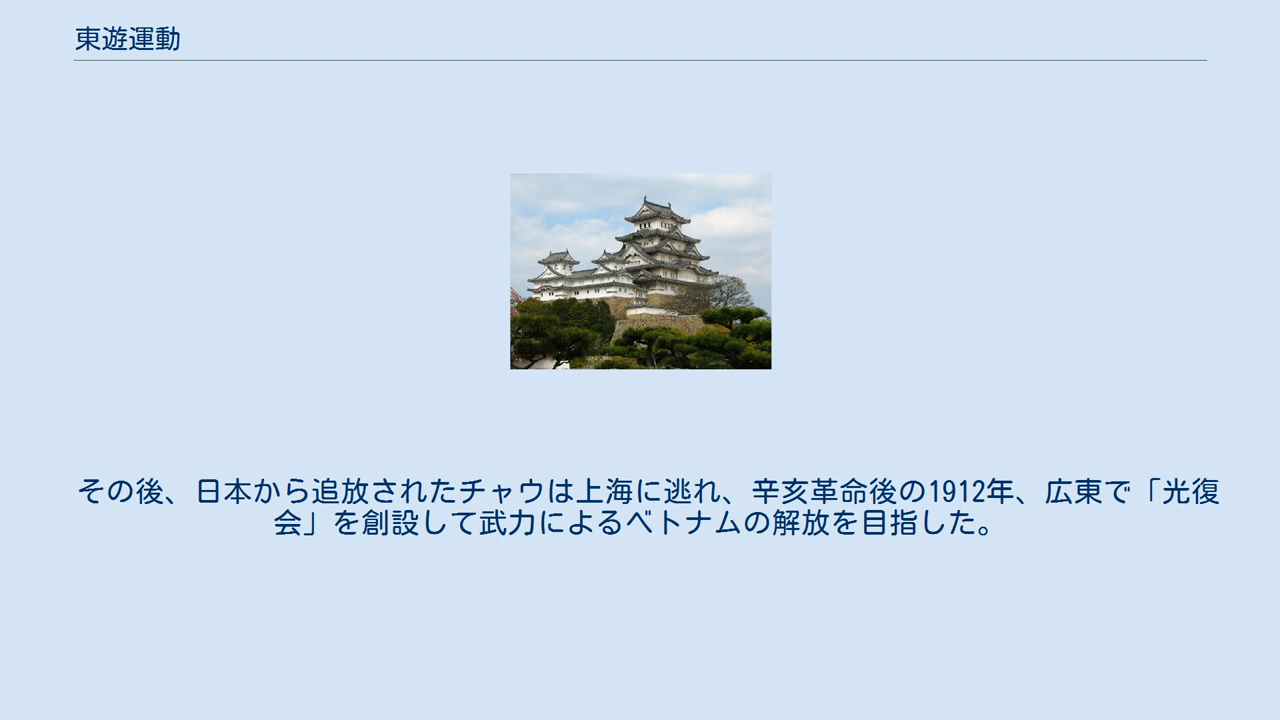 東遊運動
その後、日本から追放されたチャウは上海に逃れ、辛亥革命後の1912年、広東で「光復
会」を創設して武力によるベトナムの解放を目指した。